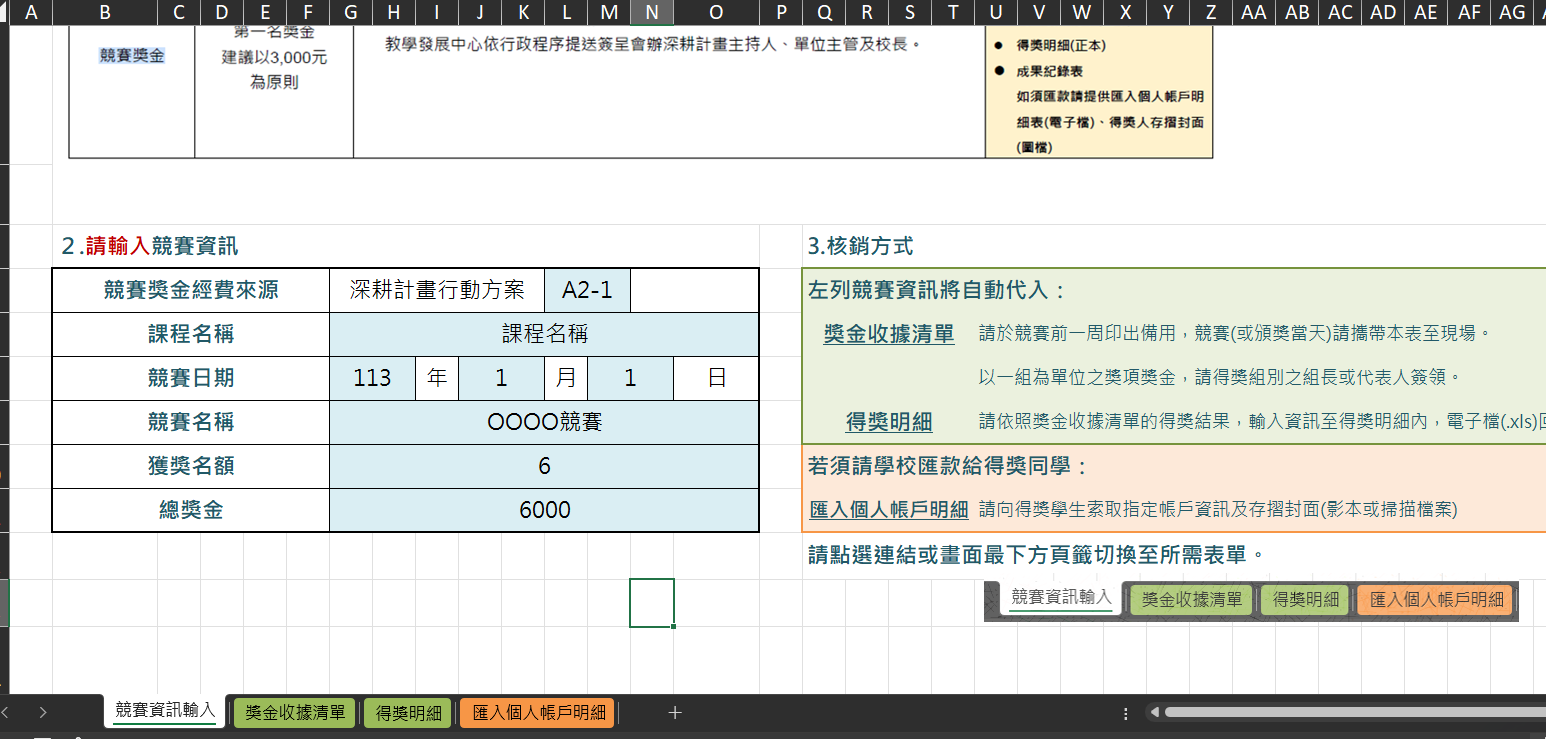 A B C D E F G H I J K L M N O P Q R S T U V W X Y Z AA AB AC AD AE AF AG
競賽獎金
第一名獎金
建議以3,000元
為原則
教學發展中心依行政程序提送簽呈會辦深耕計畫主持人、單位主管及校長。
● 得獎明細(正本)
● 成果紀錄表
如須匯款請提供匯入個人帳戶明
細表(電子檔)、得獎人存摺封面
(圖檔)
2.請輸入競賽資訊
競賽獎金經費來源 深耕計畫行動方案 A2-1
課程名稱 課程名稱
競賽日期 113 年 1 月 1 日
競賽名稱 OOOO競賽
獲獎名額 6
總獎金 6000
3.核銷方式
左列競賽資訊將自動代入：
獎金收據清單 請於競賽前一周印出備用，競賽(或頒獎當天)請攜帶本表至現場。
以一組為單位之獎項獎金，請得獎組別之組長或代表人簽領。
得獎明細 請依照獎金收據清單的得獎結果，輸入資訊至得獎明細內，電子檔(.xls)回
若須請學校匯款給得獎同學：
匯入個人帳戶明細 請向得獎學生索取指定帳戶資訊及存摺封面(影本或掃描檔案)
請點選連結或畫面最下方頁籤切換至所需表單。
競賽資訊輸入 獎金收據清單 得獎明細 匯入個人帳戶明細
競賽資訊輸入 獎金收據清單 得獎明細 匯入個人帳戶明細